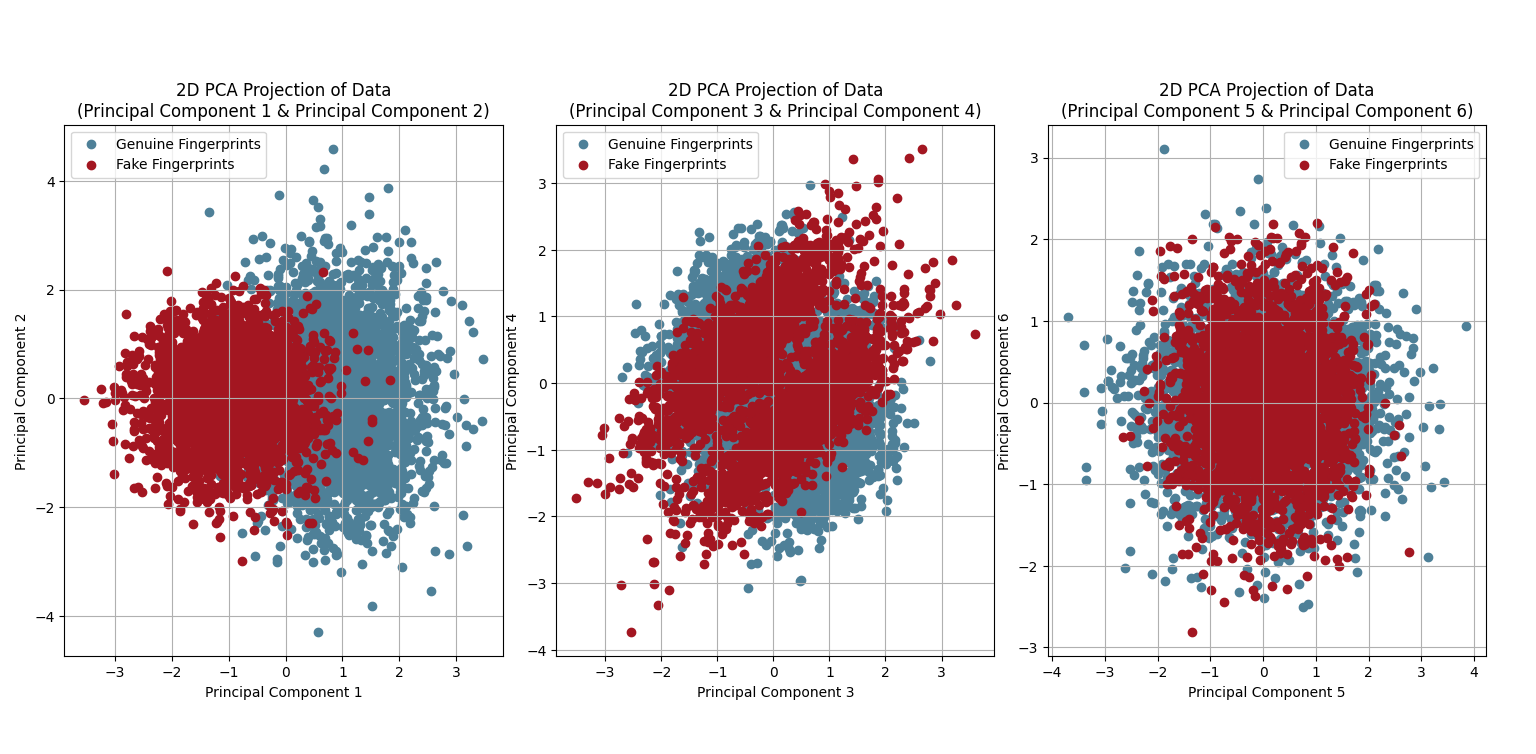 2D PCA Projection of Data
(Principal Component 1 & Principal Component 2)
Genuine Fingerprints
Fake Fingerprints
4
2
0
−2
−4
Principal Component 2
−3 −2 −1 0 1 2 3
Principal Component 1
2D PCA Projection of Data
(Principal Component 3 & Principal Component 4)
Genuine Fingerprints
Fake Fingerprints
3
2
1
0
−1
−2
−3
−4
Principal Component 4
−3 −2 −1 0 1 2 3
Principal Component 3
2D PCA Projection of Data
(Principal Component 5 & Principal Component 6)
Genuine Fingerprints
Fake Fingerprints
3
2
1
0
−1
−2
−3
Principal Component 6
−4 −3 −2 −1 0 1 2 3 4
Principal Component 5